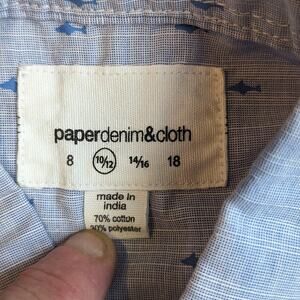 paperdenim&cloth
8 10/12 14/16 18
made in
india
70% cotton
30% polyester